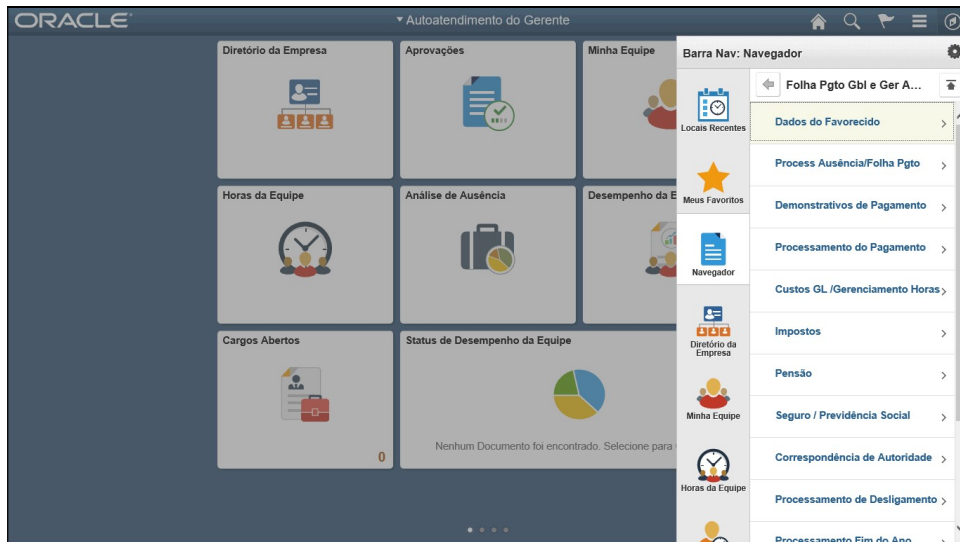 ORACLE
Autoatendimento do Gerente
Diretório da Empresa
Aprovações
Minha Equipe
Horas da Equipe
Análise de Ausência
Desempenho da E
Cargos Abertos
0
Status de Desempenho da Equipe
Nenhum Documento foi encontrado. Selecione para
Barra Nav: Navegador
Locais Recentes
Meus Favoritos
Navegador
Diretório da
Empresa
Minha Equipe
Horas da Equipe
Folha Pgto Gbl e Ger A...
Dados do Favorecido
Process Ausência/Folha Pgto
Demonstrativos de Pagamento
Processamento do Pagamento
Custos GL /Gerenciamento Horas
Impostos
Pensão
Seguro / Previdência Social
Correspondência de Autoridade
Processamento de Desligamento
Processamento Fim do Ano